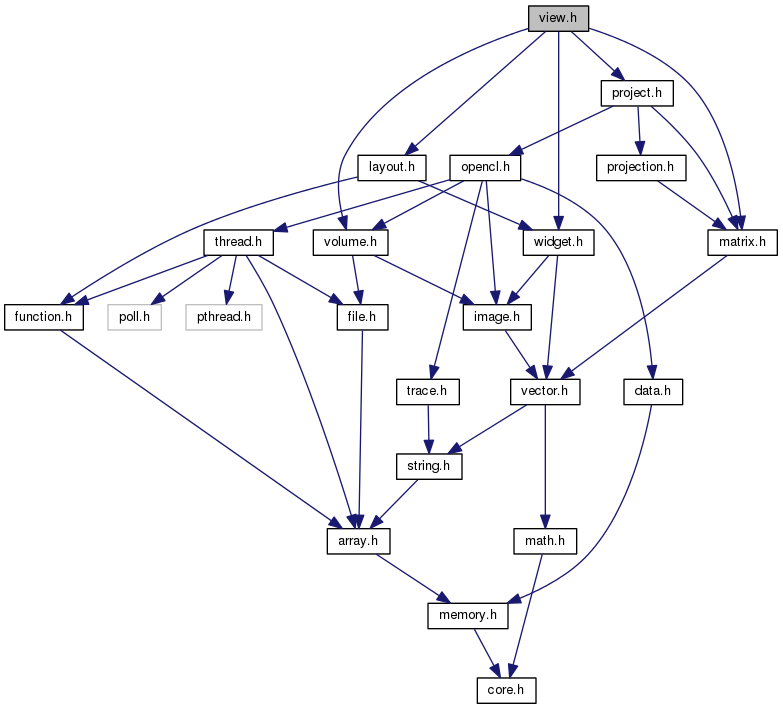 view.h
project.h
layout.h
opencl.h
projection.h
thread.h
volume.h
widget.h
matrix.h
function.h
poll.h
pthread.h
file.h
image.h
trace.h
vector.h
data.h
string.h
array.h
math.h
memory.h
core.h